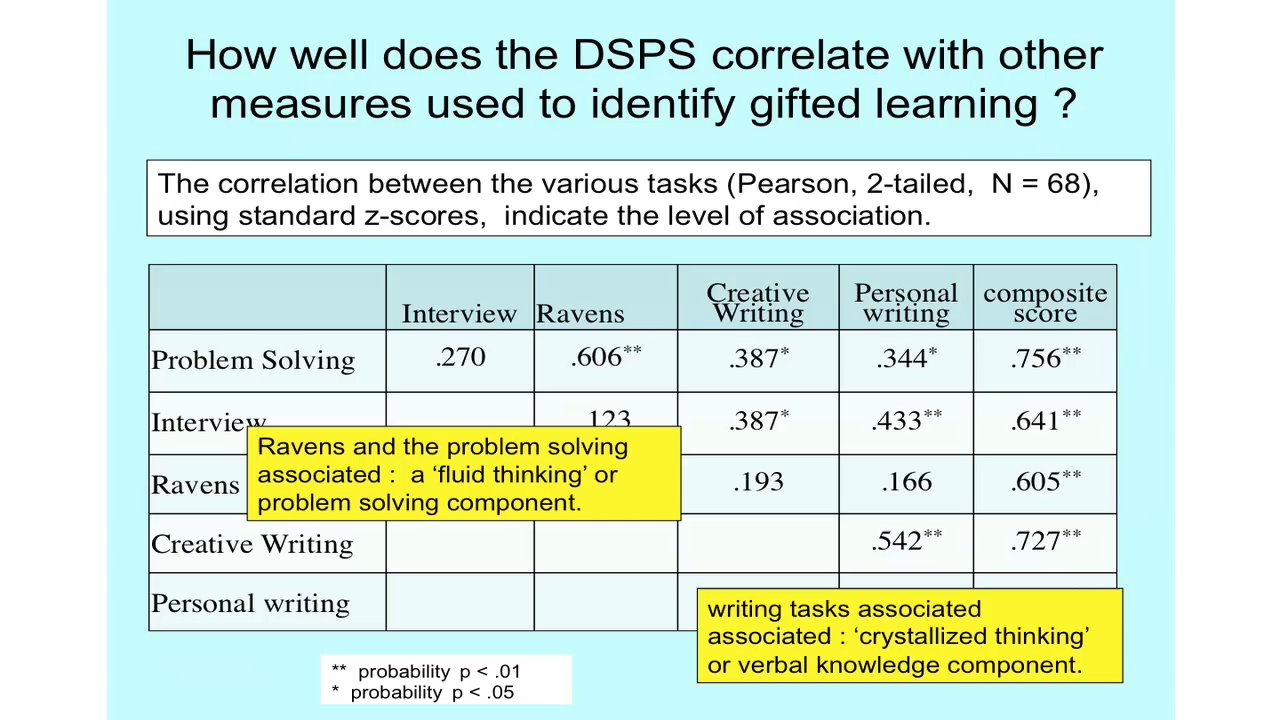 How well does the DSPS correlate with other
measures used to identify gifted learning ?
The correlation between the various tasks (Pearson, 2-tailed, N = 68),
using standard z-scores, indicate the level of association.
Interview Ravens Creative Writing Personal writing composite score
Problem Solving .270 .606** .387* .344* .756**
Interview 123 .387* .433** .641**
Ravens .193 .166 .605**
Creative Writing .542** .727**
Personal writing
Ravens and the problem solving
associated : a ‘fluid thinking’ or
problem solving component.
writing tasks associated
associated : ‘crystallized thinking’
or verbal knowledge component.
** probability p < .01
* probability p < .05